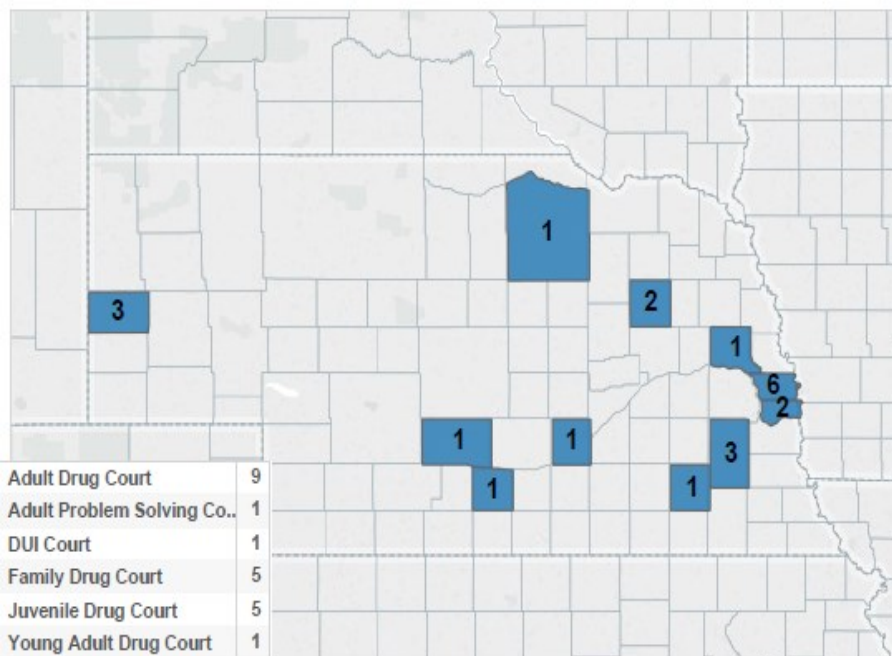 1
3
2
1
6
2
1
1
3
1
1
Adult Drug Court 9
Adult Problem Solving Co.. 1
DUI Court 1
Family Drug Court 5
Juvenile Drug Court 5
Young Adult Drug Court 1